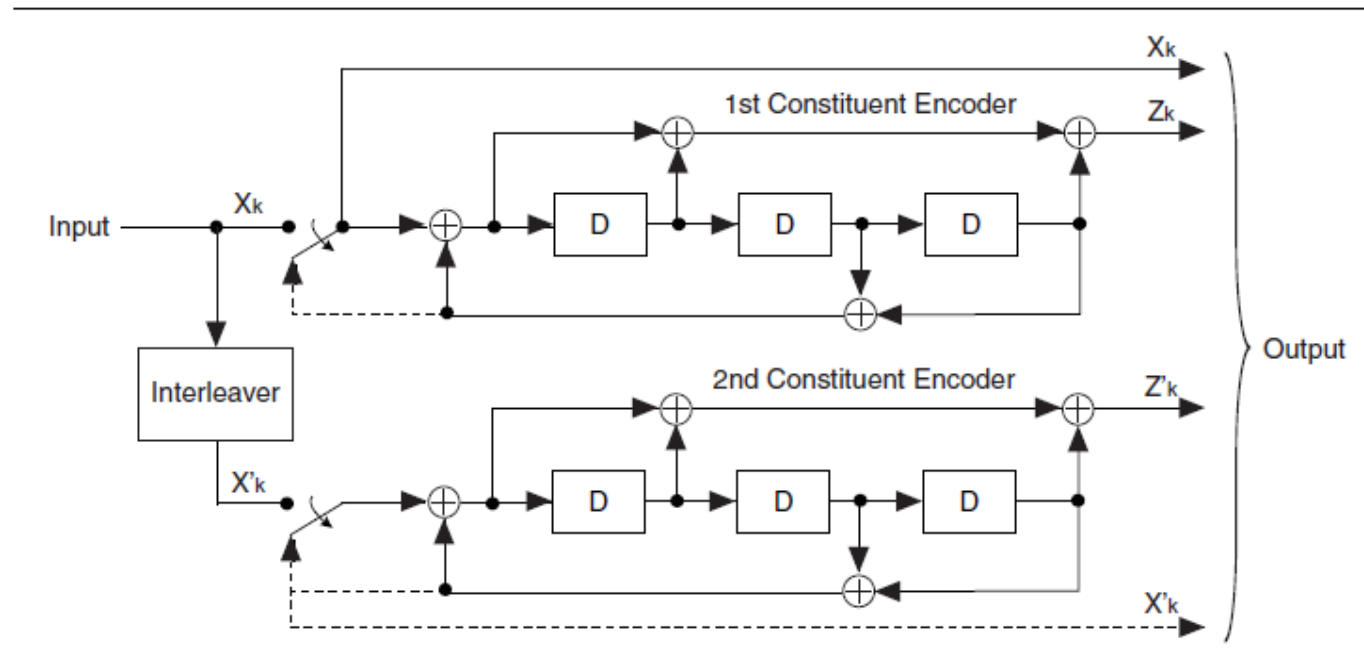 Xk
1st Constituent Encoder
Zk
Input
Xk
D
D
D
Output
Interleaver
2nd Constituent Encoder
Z'k
X'k
D
D
D
X'k